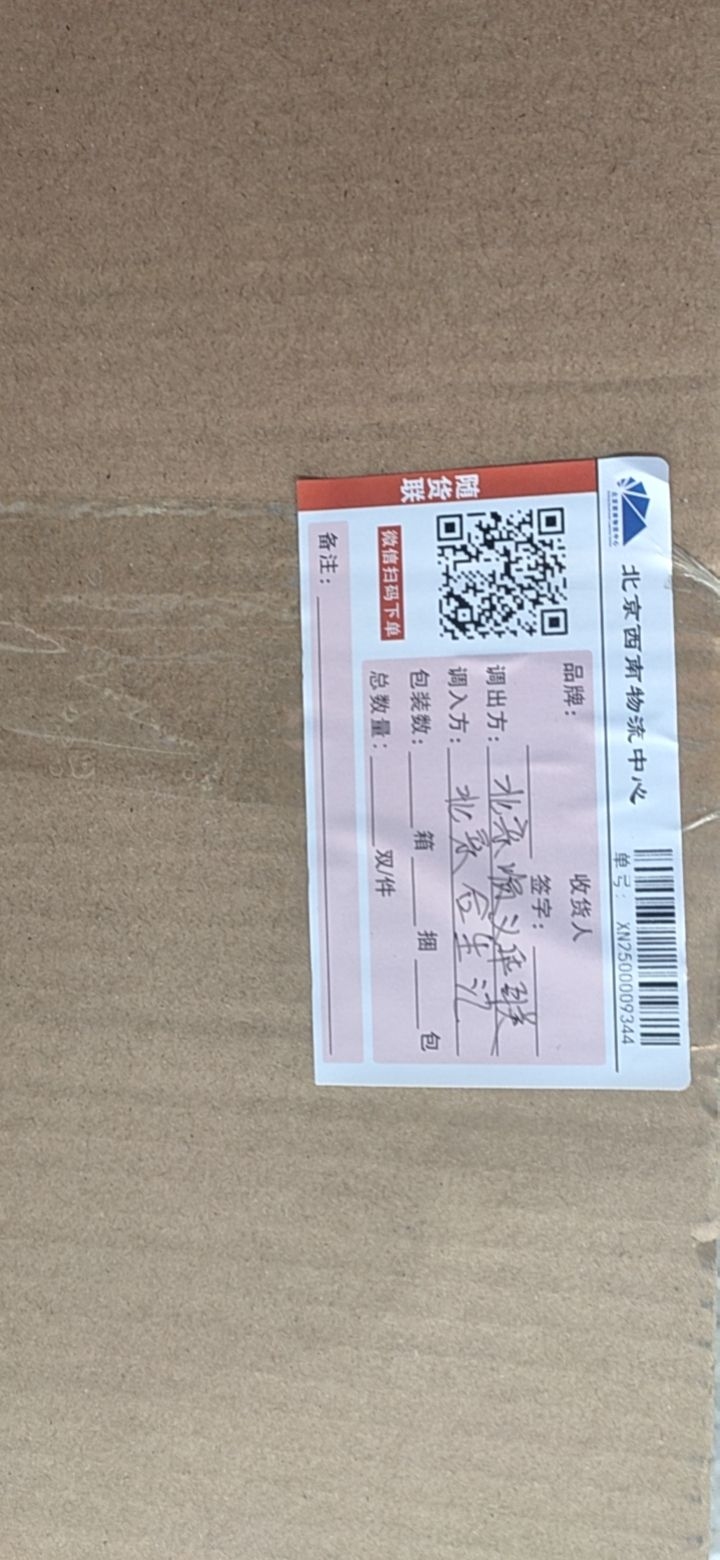 北京西南物流中心
单号: XN2500009344
随货联
微信扫码下单
品牌:
收货人签字:
调出方: 北京顺义华联
调入方: 北京合生汇
包装数: 箱 捆 包
总数量: 双/件
备注: